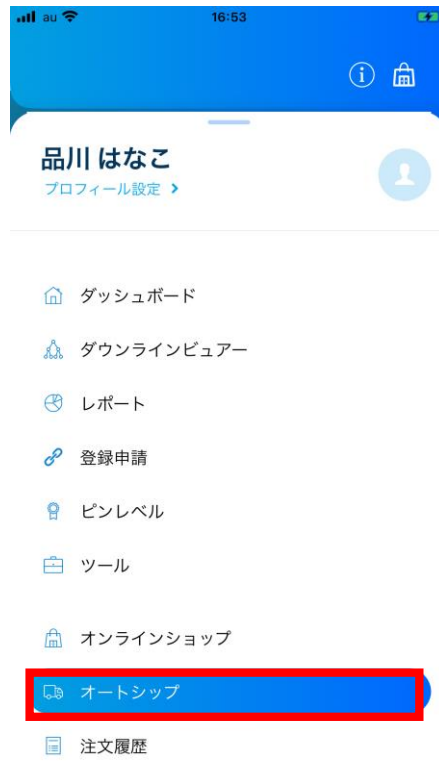 au 16:53
品川 はなこ
プロフィール設定 >
ダッシュボード
ダウンラインビュアー
レポート
登録申請
ピンレベル
ツール
オンラインショップ
オートシップ
注文履歴